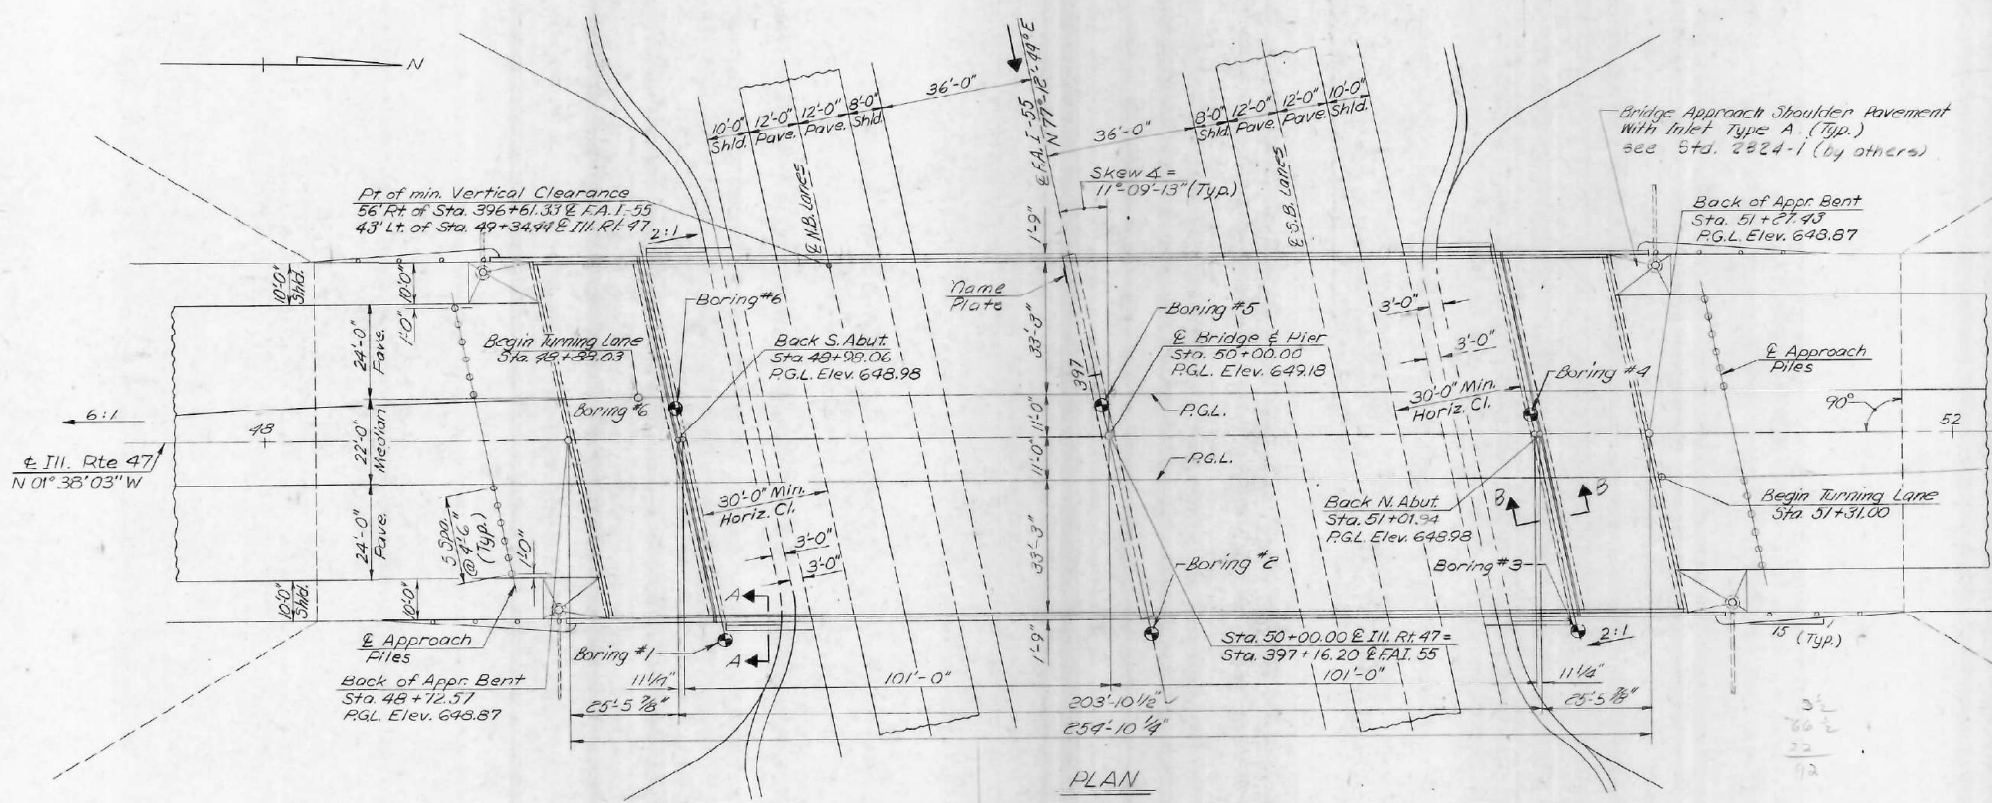 N
36'-0"
10'-0" 12'-0" 12'-0" 8'-0"
Shld. Pave. Pave. Shld.
℄ N.B. Lanes
℄ F.A.I.-55
N 77°-12'-49" E
36'-0"
8'-0" 12'-0" 12'-0" 10'-0"
Shld. Pave. Pave. Shld.
℄ S.B. Lanes
Skew ∡ =
11°-09'-13" (Typ.)
Bridge Approach Shoulder Pavement
With Inlet Type A (Typ.)
see Std. 2824-1 (by others)
Pt. of min. Vertical Clearance
56' Rt. of Sta. 396+61.33 ℄ F.A.I.-55
43' Lt. of Sta. 49+34.44 ℄ Ill. Rt. 47
2:1
Back of Appr. Bent
Sta. 51+27.43
P.G.L. Elev. 648.87
1'-9"
10'-0"
Shld.
10'-0"
1'-0"
24'-0"
Pave.
Begin Turning Lane
Sta. 48+89.03
Boring #6
Back S. Abut.
Sta. 48+98.06
P.G.L. Elev. 648.98
Boring #6
Name
Plate
33'-3"
397
Boring #5
℄ Bridge & Pier
Sta. 50+00.00
P.G.L. Elev. 649.18
3'-0"
3'-0"
30'-0" Min.
Horiz. Cl.
Boring #4
℄ Approach
Piles
90°
52
P.G.L.
P.G.L.
11'-0" 11'-0"
6:1
48
℄ Ill. Rte 47
N 01° 38' 03" W
22'-0"
Median
24'-0"
Pave.
5 Spa.
@ 4'-6"
(Typ.)
1'-0"
30'-0" Min.
Horiz. Cl.
3'-0"
3'-0"
33'-3"
Back N. Abut.
Sta. 51+01.94
P.G.L. Elev. 648.98
B B
Begin Turning Lane
Sta. 51+31.00
Boring #2
Boring #3
10'-0"
Shld.
10'-0"
A
A
℄ Approach
Piles
Boring #1
1'-9"
Sta. 50+00.00 ℄ Ill. Rt. 47 =
Sta. 397+16.20 ℄ F.A.I. 55
2:1
1
15 (Typ.)
Back of Appr. Bent
Sta. 48+72.57
P.G.L. Elev. 648.87
11 1/4"
101'-0"
101'-0"
11 1/4"
25'-5 7/8"
203'-10 1/2"
25'-5 7/8"
254'-10 1/4"
PLAN
22
92